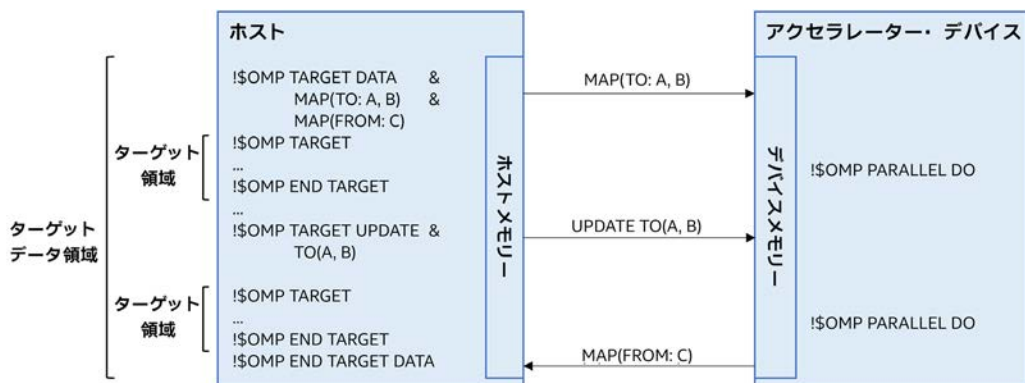 ホスト
アクセラレーター・ デバイス
!$OMP TARGET DATA &
MAP(TO: A, B) &
MAP(FROM: C)
!$OMP TARGET
...
!$OMP END TARGET
...
!$OMP TARGET UPDATE &
TO(A, B)
!$OMP TARGET
...
!$OMP END TARGET
!$OMP END TARGET DATA
ターゲット
領域
ターゲット
データ領域
ターゲット
領域
ホスト メモリー
MAP(TO: A, B)
UPDATE TO(A, B)
MAP(FROM: C)
デバイスメモリー
!$OMP PARALLEL DO
!$OMP PARALLEL DO